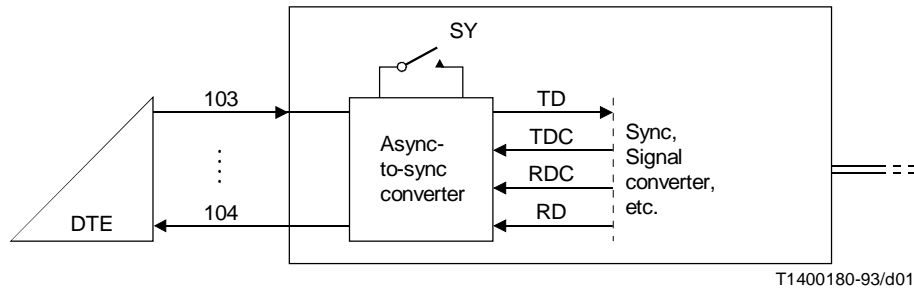 SY
103
TD
TDC
RDC
RD
Async-
to-sync
converter
Sync,
Signal
converter,
etc.
104
DTE
T1400180-93/d01